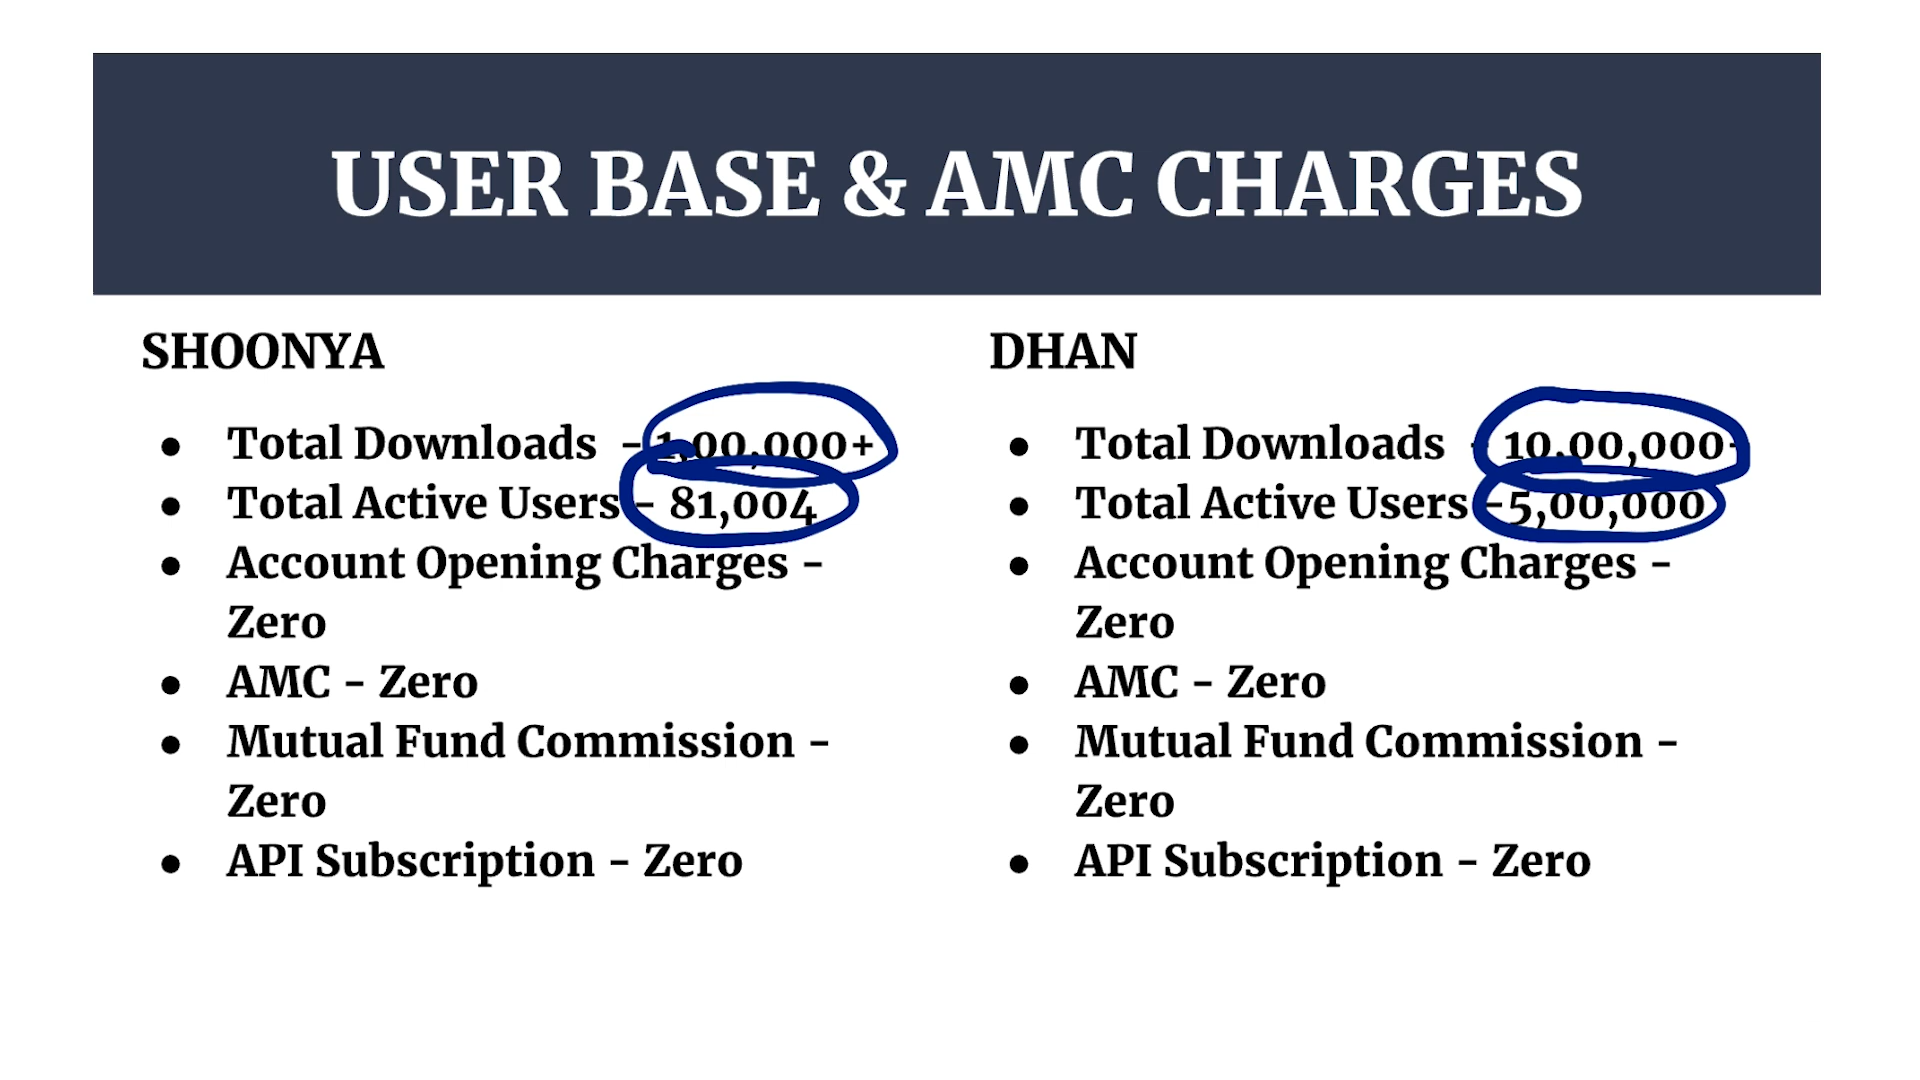 USER BASE & AMC CHARGES
SHOONYA
● Total Downloads - 1,00,000+
● Total Active Users - 81,004
● Account Opening Charges -
Zero
● AMC - Zero
● Mutual Fund Commission -
Zero
● API Subscription - Zero
DHAN
● Total Downloads - 10,00,000+
● Total Active Users -5,00,000
● Account Opening Charges -
Zero
● AMC - Zero
● Mutual Fund Commission -
Zero
● API Subscription - Zero